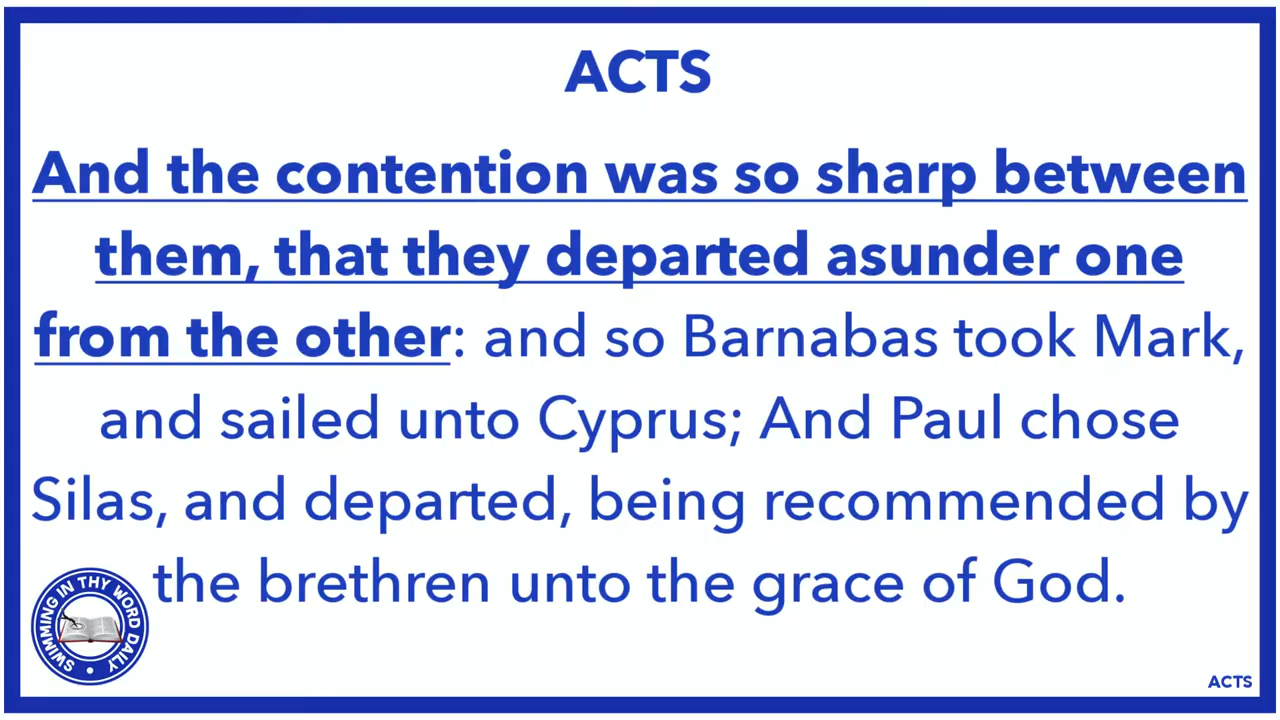 ACTS
And the contention was so sharp between
them, that they departed asunder one
from the other: and so Barnabas took Mark,
and sailed unto Cyprus; And Paul chose
Silas, and departed, being recommended by
the brethren unto the grace of God.
SWIMMING IN THY WORD DAILY
ACTS